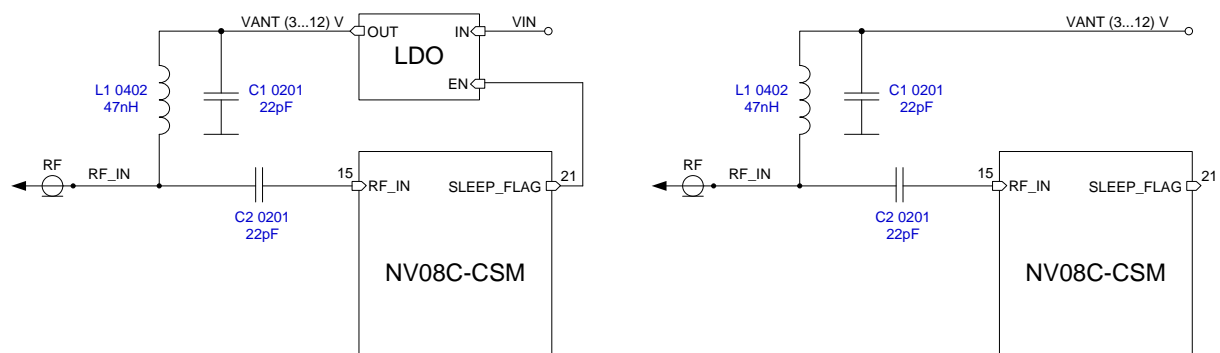 VANT (3...12) V
OUT
IN
VIN
LDO
EN
L1 0402
47nH
C1 0201
22pF
RF
RF_IN
15
RF_IN
SLEEP_FLAG
21
C2 0201
22pF
NV08C-CSM
VANT (3...12) V
L1 0402
47nH
C1 0201
22pF
RF
RF_IN
15
RF_IN
SLEEP_FLAG
21
C2 0201
22pF
NV08C-CSM